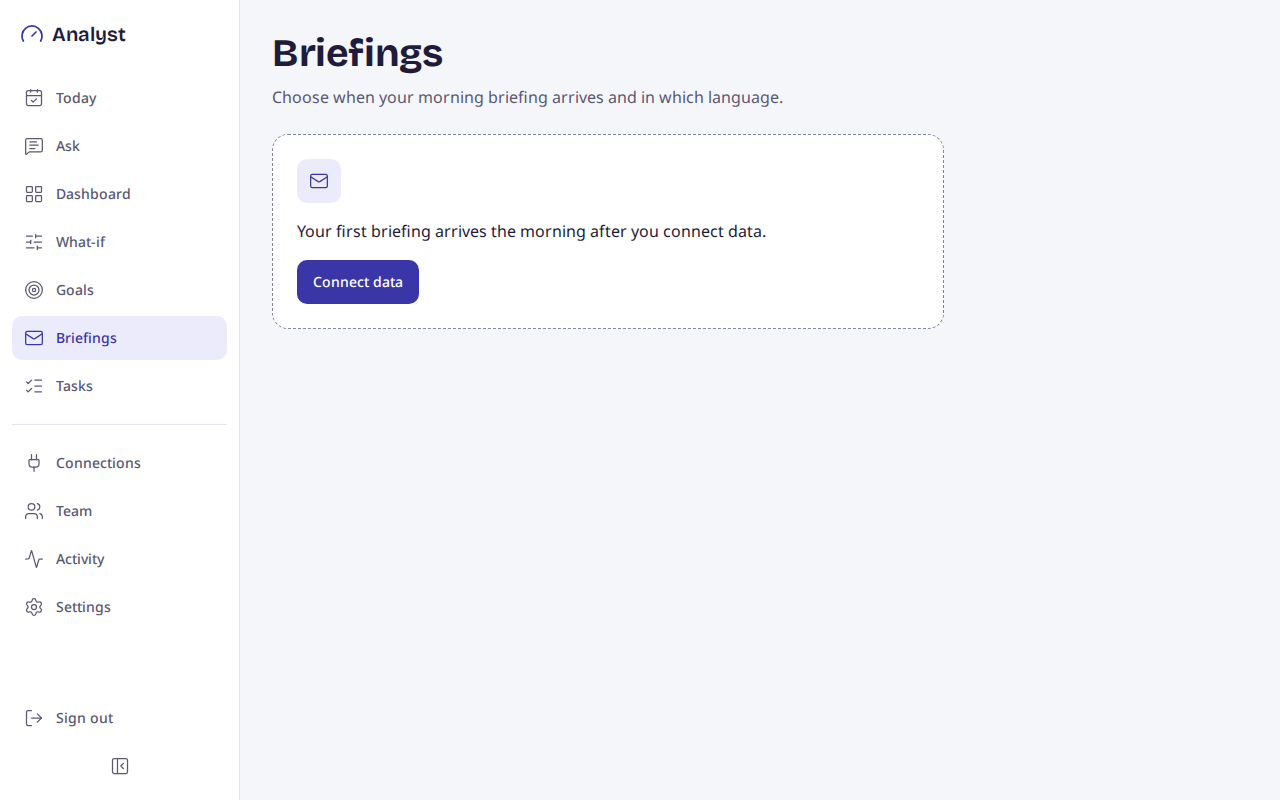 Analyst
Today
Ask
Dashboard
What-if
Goals
Briefings
Tasks
Connections
Team
Activity
Settings
Sign out
Briefings
Choose when your morning briefing arrives and in which language.
Your first briefing arrives the morning after you connect data.
Connect data